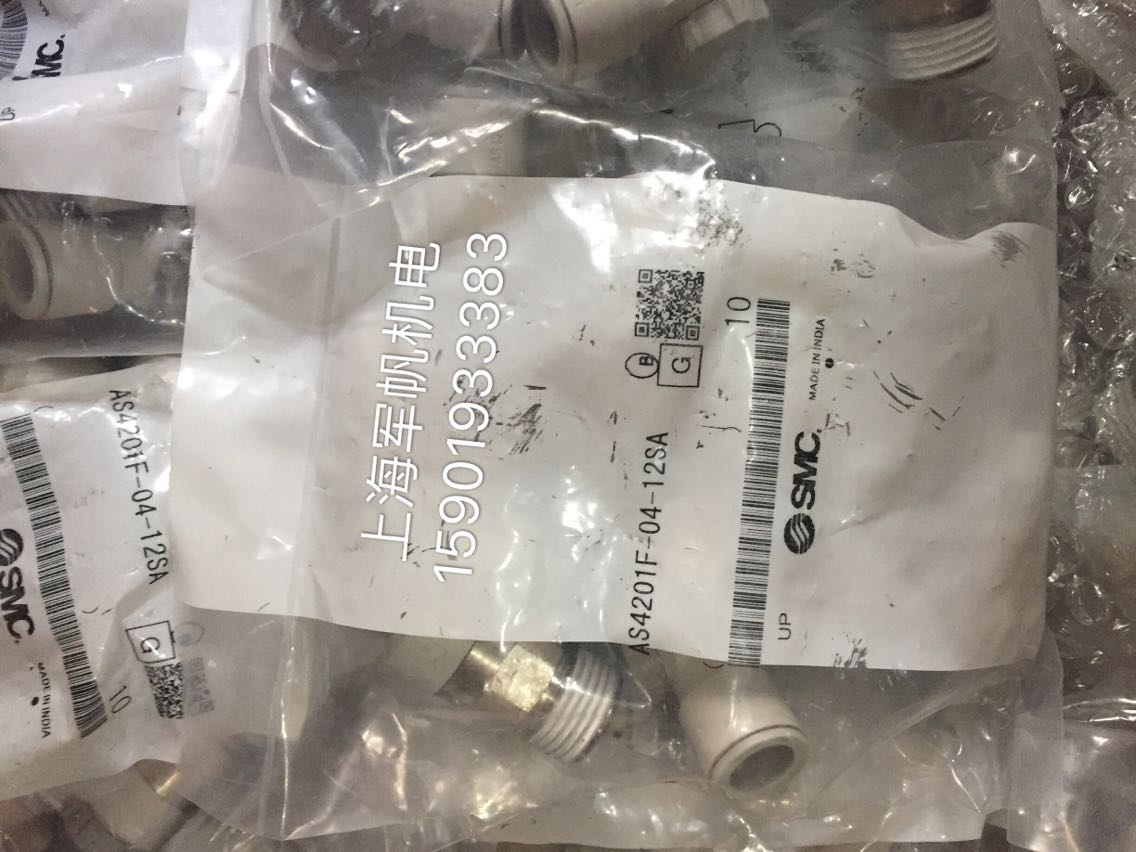 上海军帆机电
15901933383
B
G
AS4201F-04-12SA
10
SMC.
MADE IN INDIA
UP
AS4201F-04-12SA
G
10
SMC.
MADE IN INDIA
SMC.
UP